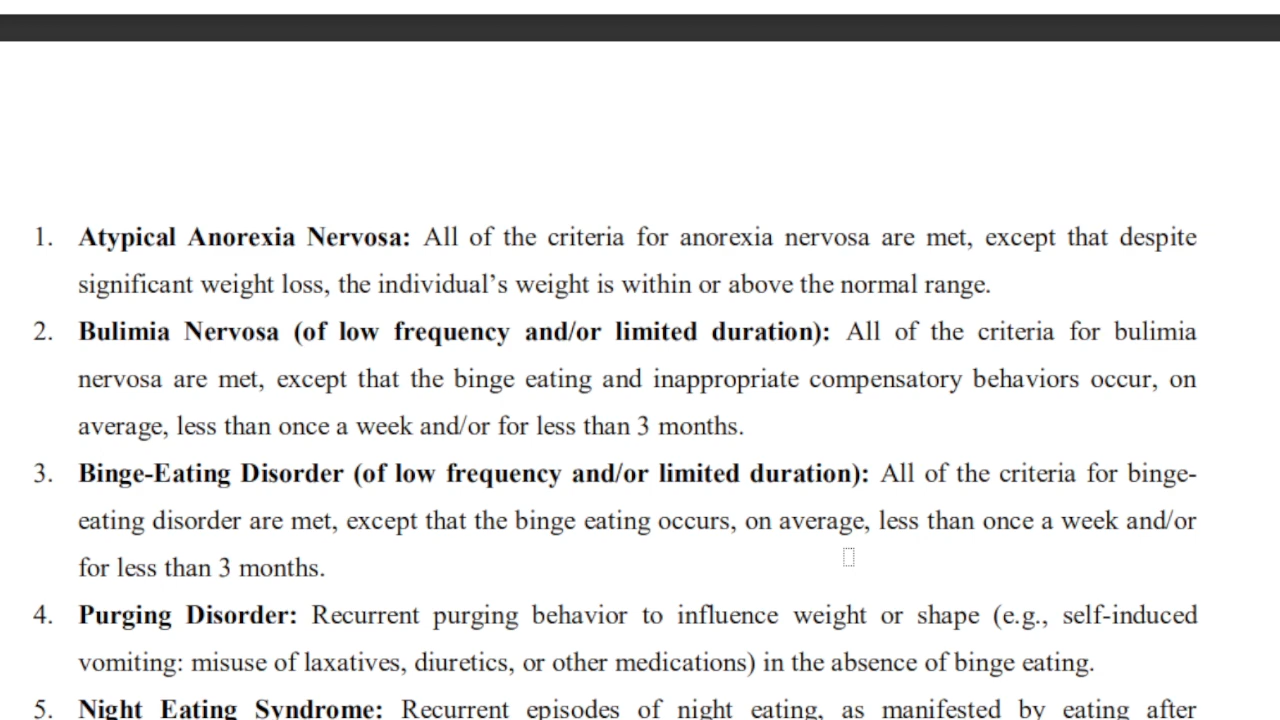 1. Atypical Anorexia Nervosa: All of the criteria for anorexia nervosa are met, except that despite
significant weight loss, the individual’s weight is within or above the normal range.
2. Bulimia Nervosa (of low frequency and/or limited duration): All of the criteria for bulimia
nervosa are met, except that the binge eating and inappropriate compensatory behaviors occur, on
average, less than once a week and/or for less than 3 months.
3. Binge-Eating Disorder (of low frequency and/or limited duration): All of the criteria for binge-
eating disorder are met, except that the binge eating occurs, on average, less than once a week and/or
for less than 3 months.
4. Purging Disorder: Recurrent purging behavior to influence weight or shape (e.g., self-induced
vomiting: misuse of laxatives, diuretics, or other medications) in the absence of binge eating.
5. Night Eating Syndrome: Recurrent episodes of night eating, as manifested by eating after